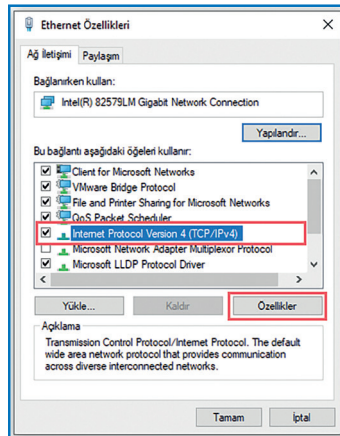 Ethernet Özellikleri
Ağ İletişimi Paylaşım
Bağlanırken kullan:
Intel(R) 82579LM Gigabit Network Connection
Yapılandır...
Bu bağlantı aşağıdaki öğeleri kullanır:
Client for Microsoft Networks
VMware Bridge Protocol
File and Printer Sharing for Microsoft Networks
QoS Packet Scheduler
Internet Protocol Version 4 (TCP/IPv4)
Microsoft Network Adapter Multiplexor Protocol
Microsoft LLDP Protocol Driver
Yükle... Kaldır Özellikler
Açıklama
Transmission Control Protocol/Internet Protocol. The default
wide area network protocol that provides communication
across diverse interconnected networks.
Tamam İptal